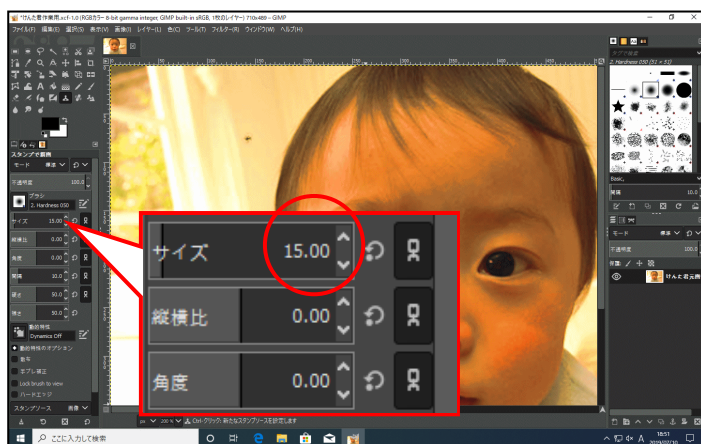 *けんた君作業用.xcf-1.0 (RGBカラー 8-bit gamma integer, GIMP built-in sRGB, 1枚のレイヤー) 710x489 – GIMP
ファイル(F) 編集(E) 選択(S) 表示(V) 画像(I) レイヤー(L) 色(C) ツール(T) フィルター(R) ウィンドウ(W) ヘルプ(H)
2. Hardness 050 (51 × 51)
スタンプで描画
モード 標準
不透明度 100.0
ブラシ
2. Hardness 050
サイズ 15.00
縦横比 0.00
角度 0.00
間隔 10.0
硬さ 50.0
強さ 50.0
動的特性
Dynamics Off
動的特性のオプション
散布
手ブレ補正
Lock brush to view
ハードエッジ
スタンプソース 画像
サイズ 15.00
縦横比 0.00
角度 0.00
Basic,
間隔 10.0
モード 標準
不透明度 100.0
保護:
けんた君元画
px 200 % Ctrl-クリック: 新たなスタンプソースを設定します
ここに入力して検索
A 18:51
2019/07/10